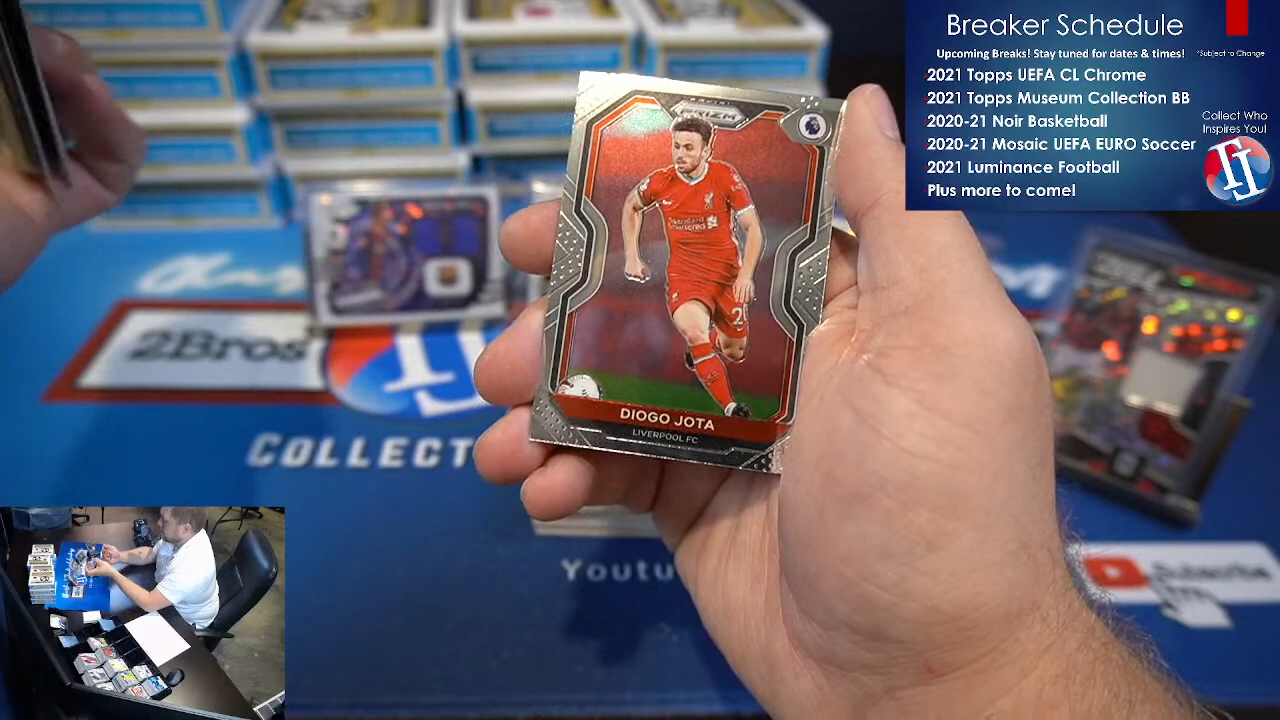 Breaker Schedule
Upcoming Breaks! Stay tuned for dates & times!
*Subject to Change
2021 Topps UEFA CL Chrome
2021 Topps Museum Collection BB
2020-21 Noir Basketball
2020-21 Mosaic UEFA EURO Soccer
2021 Luminance Football
Plus more to come!
Collect Who
Inspires You!
PRIZM
DIOGO JOTA
LIVERPOOL FC
2Bros
COLLECT
Youtu
Subscribe